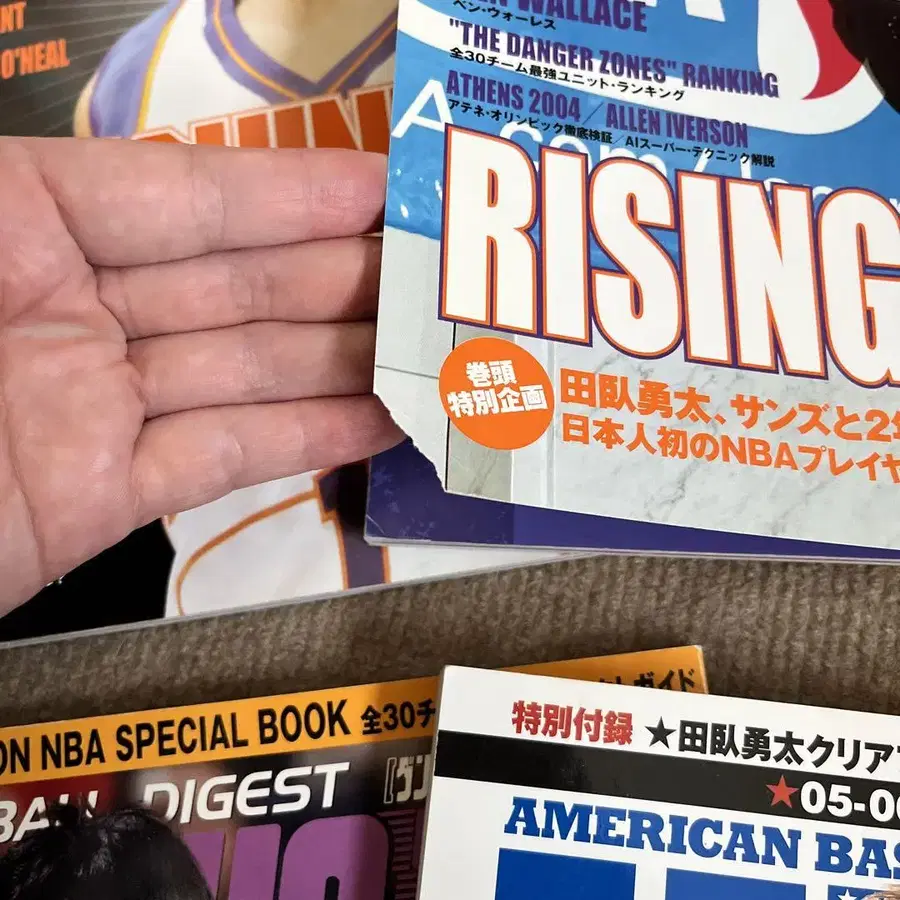 O'NEAL
WALLACE
ベン・ウォーレス
"THE DANGER ZONES" RANKING
全30チーム最強ユニット・ランキング
ATHENS 2004 / ALLEN IVERSON
アテネ・オリンピック徹底検証/AIスーパー・テクニック解説
RISING
巻頭
特別企画
田臥勇太、サンズと2年
日本人初のNBAプレイヤ
ON NBA SPECIAL BOOK 全30チ
ガイド
DIGEST
特別付録 ★田臥勇太クリア
★05-0
AMERICAN BAS